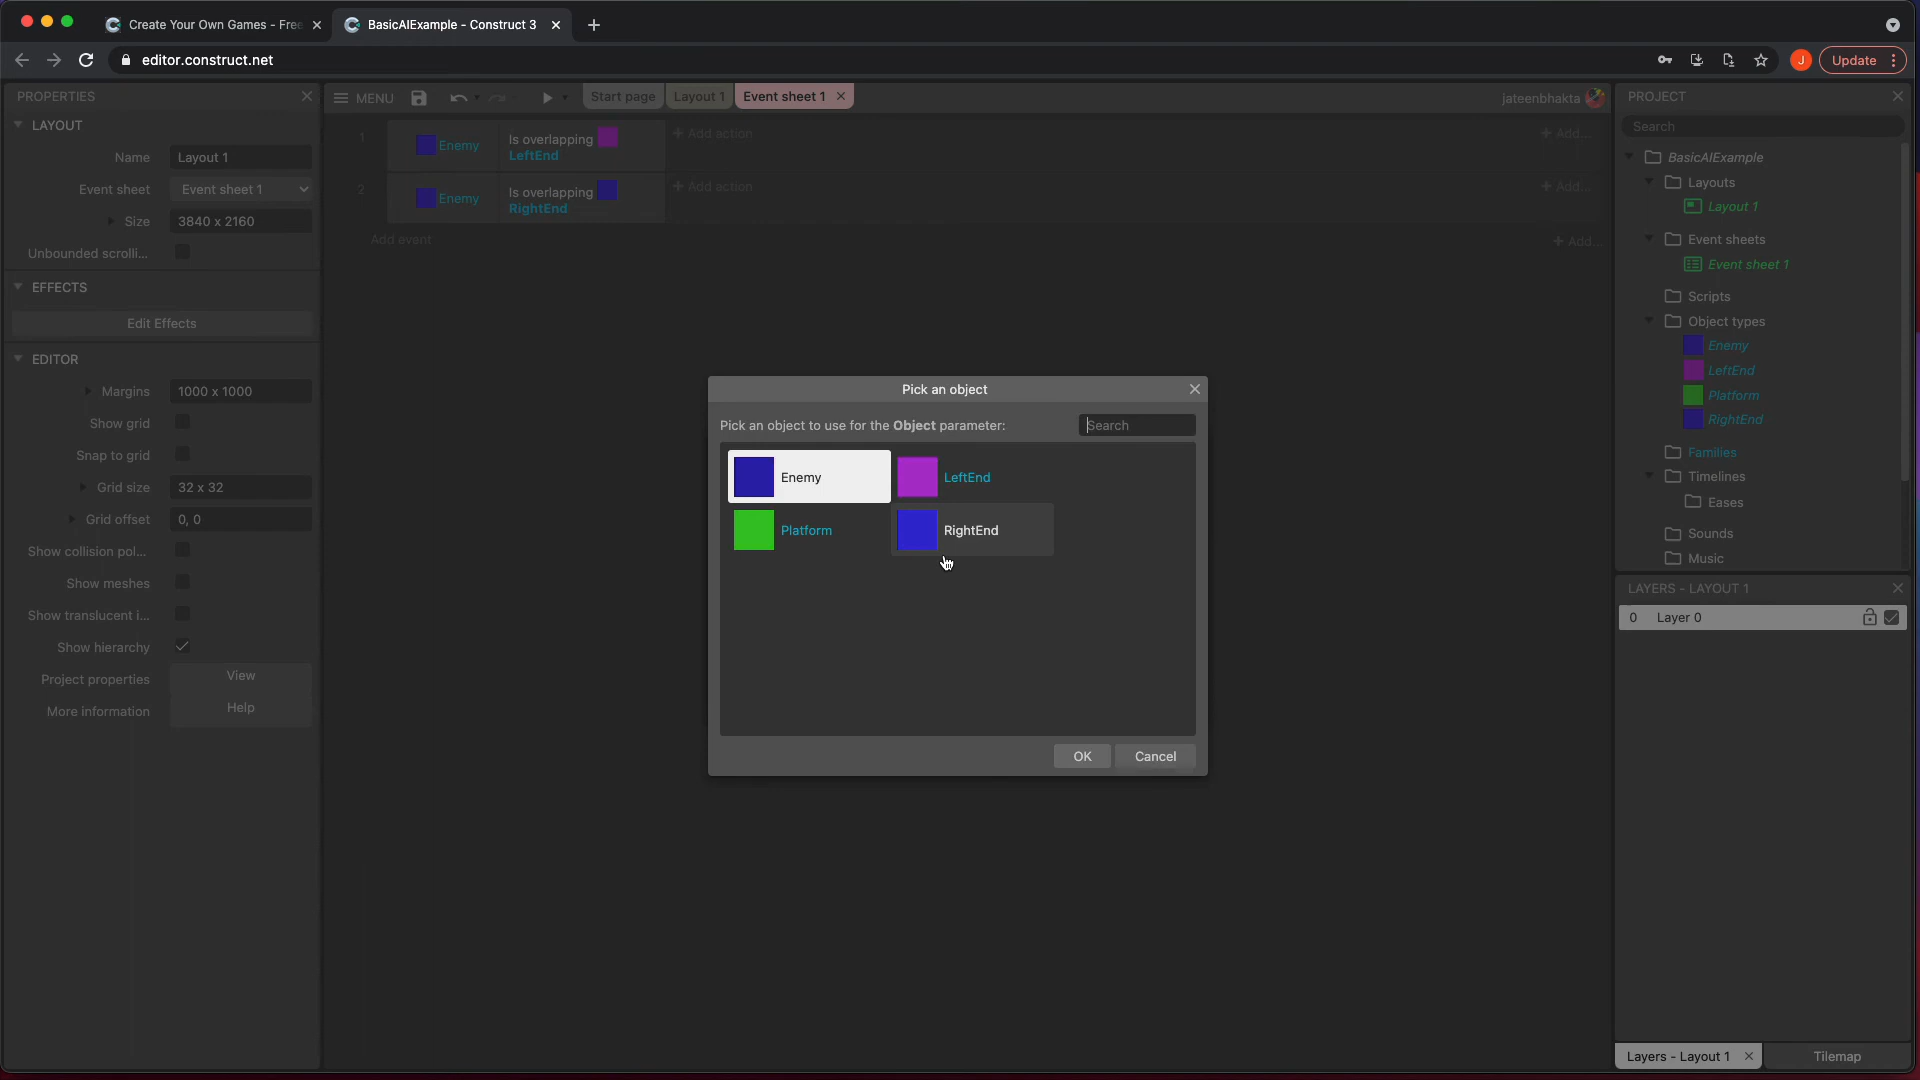 Create Your Own Games - Free
BasicAIExample - Construct 3
editor.construct.net
J
Update
PROPERTIES
MENU
Start page
Layout 1
Event sheet 1
jateenbhakta
PROJECT
LAYOUT
Name
Layout 1
Event sheet
Event sheet 1
Size
3840 x 2160
Unbounded scrolli...
EFFECTS
Edit Effects
EDITOR
Margins
1000 x 1000
Show grid
Snap to grid
Grid size
32 x 32
Grid offset
0, 0
Show collision pol...
Show meshes
Show translucent i...
Show hierarchy
Project properties
View
More information
Help
1
Enemy
Is overlapping
LeftEnd
+ Add action
+ Add...
2
Enemy
Is overlapping
RightEnd
+ Add action
+ Add...
Add event
+ Add...
Pick an object
Pick an object to use for the Object parameter:
Search
Enemy
LeftEnd
Platform
RightEnd
OK
Cancel
Search
BasicAIExample
Layouts
Layout 1
Event sheets
Event sheet 1
Scripts
Object types
Enemy
LeftEnd
Platform
RightEnd
Families
Timelines
Eases
Sounds
Music
LAYERS - LAYOUT 1
0 Layer 0
Layers - Layout 1
Tilemap